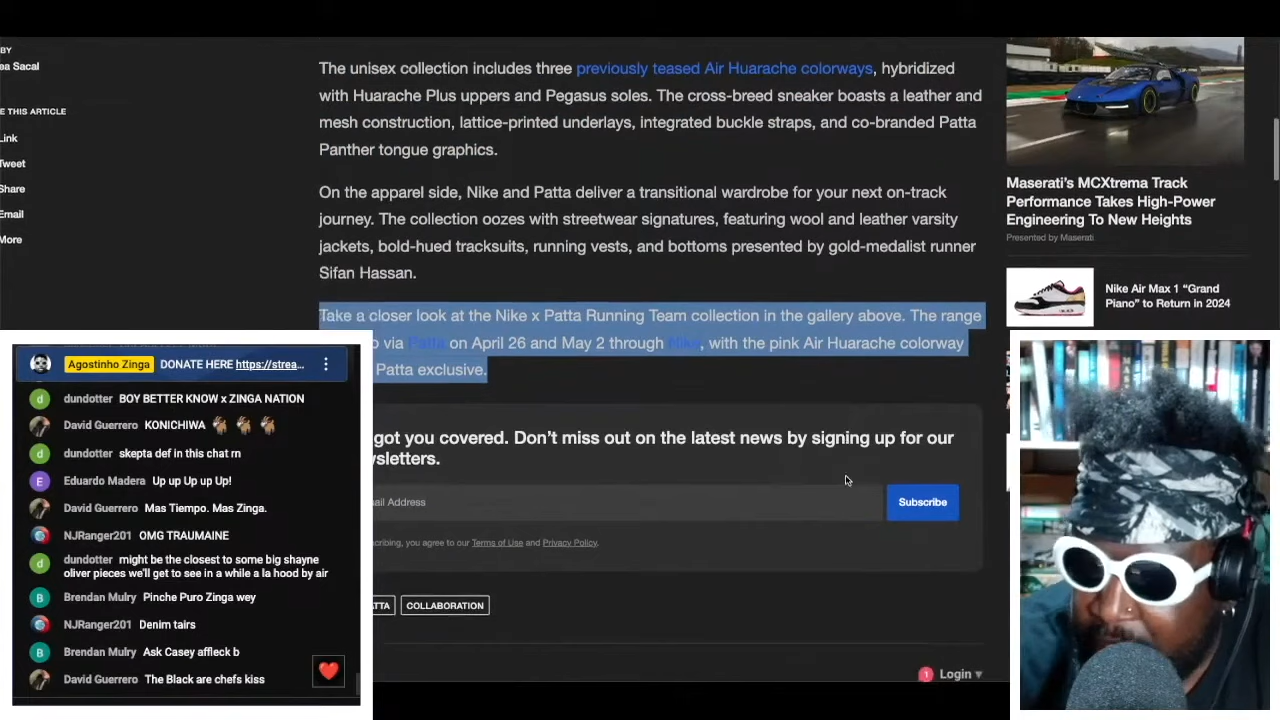 BY
ea Sacal
E THIS ARTICLE
Link
Tweet
Share
Email
More
The unisex collection includes three previously teased Air Huarache colorways, hybridized
with Huarache Plus uppers and Pegasus soles. The cross-breed sneaker boasts a leather and
mesh construction, lattice-printed underlays, integrated buckle straps, and co-branded Patta
Panther tongue graphics.
On the apparel side, Nike and Patta deliver a transitional wardrobe for your next on-track
journey. The collection oozes with streetwear signatures, featuring wool and leather varsity
jackets, bold-hued tracksuits, running vests, and bottoms presented by gold-medalist runner
Sifan Hassan.
Take a closer look at the Nike x Patta Running Team collection in the gallery above. The range
via Patta on April 26 and May 2 through Nike, with the pink Air Huarache colorway
Patta exclusive.
got you covered. Don't miss out on the latest news by signing up for our
wsletters.
ail Address
Subscribe
cribing, you agree to our Terms of Use and Privacy Policy.
ATTA
COLLABORATION
1 Login
Maserati's MCXtrema Track
Performance Takes High-Power
Engineering To New Heights
Presented by Maserati
Nike Air Max 1 "Grand
Piano" to Return in 2024
Agostinho Zinga DONATE HERE https://strea...
dundotter BOY BETTER KNOW x ZINGA NATION
David Guerrero KONICHIWA
dundotter skepta def in this chat rn
Eduardo Madera Up up Up up Up!
David Guerrero Mas Tiempo. Mas Zinga.
NJRanger201 OMG TRAUMAINE
dundotter might be the closest to some big shayne
oliver pieces we'll get to see in a while a la hood by air
Brendan Mulry Pinche Puro Zinga wey
NJRanger201 Denim tairs
Brendan Mulry Ask Casey affleck b
David Guerrero The Black are chefs kiss